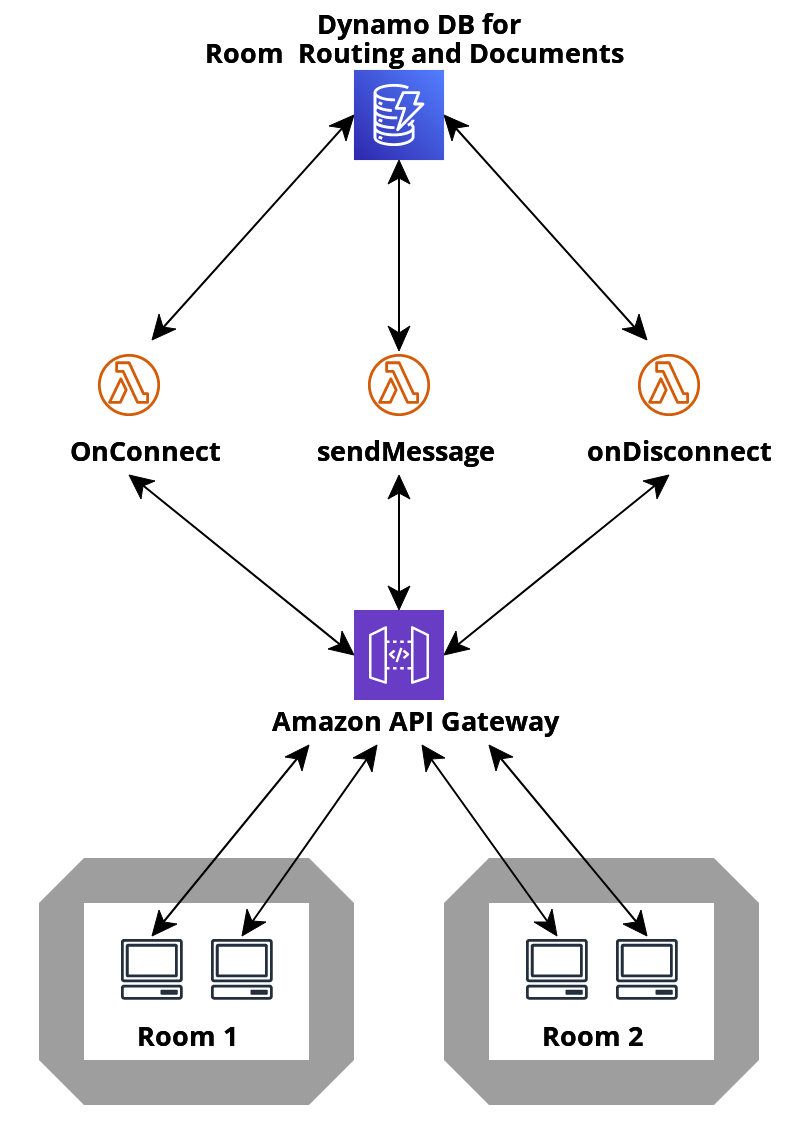 Dynamo DB for
Room  Routing and Documents
OnConnect
sendMessage
onDisconnect
</>
Amazon API Gateway
Room 1
Room 2